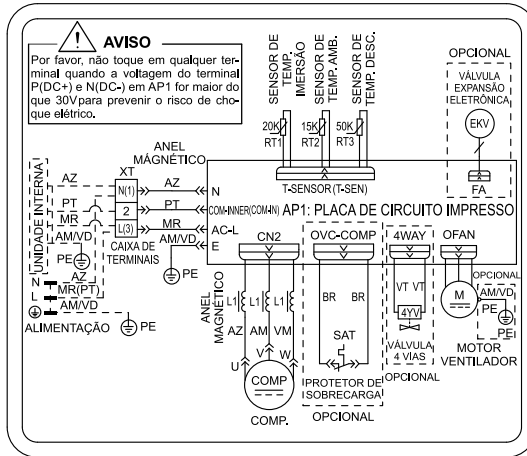 AVISO
Por favor, não toque em qualquer ter-
minal quando a voltagem do terminal
P(DC+) e N(DC-) em AP1 for maior do
que 30Vpara prevenir o risco de cho-
que elétrico.
SENSOR DE
TEMP.
IMERSÃO
SENSOR DE
TEMP. AMB.
SENSOR DE
TEMP. DESC.
20K
RT1
15K
RT2
50K
RT3
OPCIONAL
VÁLVULA
EXPANSÃO
ELETRÔNICA
EKV
FA
ANEL
MAGNÉTICO
XT
T-SENSOR(T-SEN)
UNIDADE INTERNA
AZ
N(1)
AZ
N
PT
2
PT
COM-INNER(COM-IN)
AP1: PLACA DE CIRCUITO IMPRESSO
MR
L(3)
MR
AC-L
AM/VD
AM/VD
E
PE
CAIXA DE
TERMINAIS
PE
CN2
OVC-COMP
4WAY
OFAN
N
AZ
L
MR(PT)
AM/VD
ALIMENTAÇÃO
PE
ANEL
MAGNÉTICO
L1
L1
L1
AZ
AM
VM
U
V
W
COMP
COMP.
BR
BR
SAT
PROTETOR DE
SOBRECARGA
OPCIONAL
VT
VT
4YV
VÁLVULA
4 VIAS
OPCIONAL
M
OPCIONAL
AM/VD
PE
PE
MOTOR
VENTILADOR